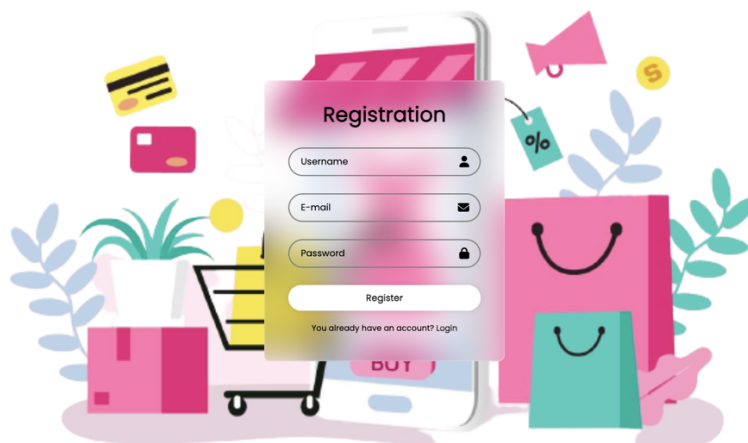 %
S
Registration
Username
E-mail
Password
Register
You already have an account? Login
BUY